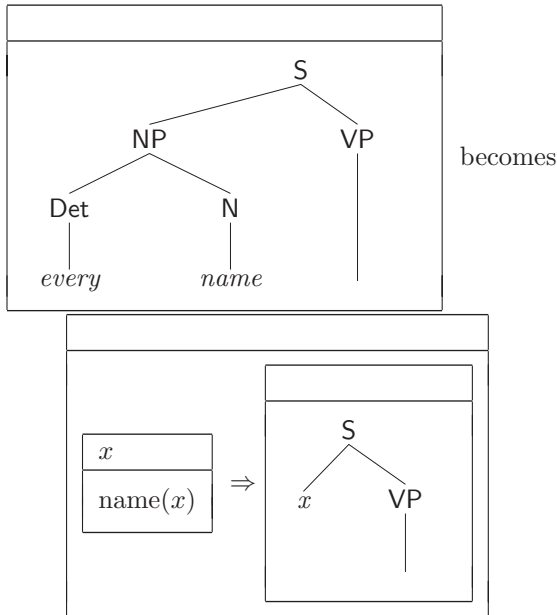 S
NP VP
becomes
Det N
every name
x
name(x)
⇒
S
x VP